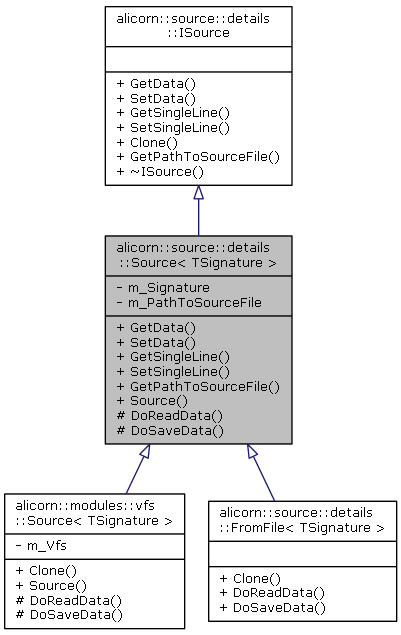 alicorn::source::details
::ISource
+ GetData()
+ SetData()
+ GetSingleLine()
+ SetSingleLine()
+ Clone()
+ GetPathToSourceFile()
+ ~ISource()
alicorn::source::details
::Source< TSignature >
- m_Signature
- m_PathToSourceFile
+ GetData()
+ SetData()
+ GetSingleLine()
+ SetSingleLine()
+ GetPathToSourceFile()
+ Source()
# DoReadData()
# DoSaveData()
alicorn::modules::vfs
::Source< TSignature >
- m_Vfs
+ Clone()
+ Source()
# DoReadData()
# DoSaveData()
alicorn::source::details
::FromFile< TSignature >
+ Clone()
+ DoReadData()
+ DoSaveData()